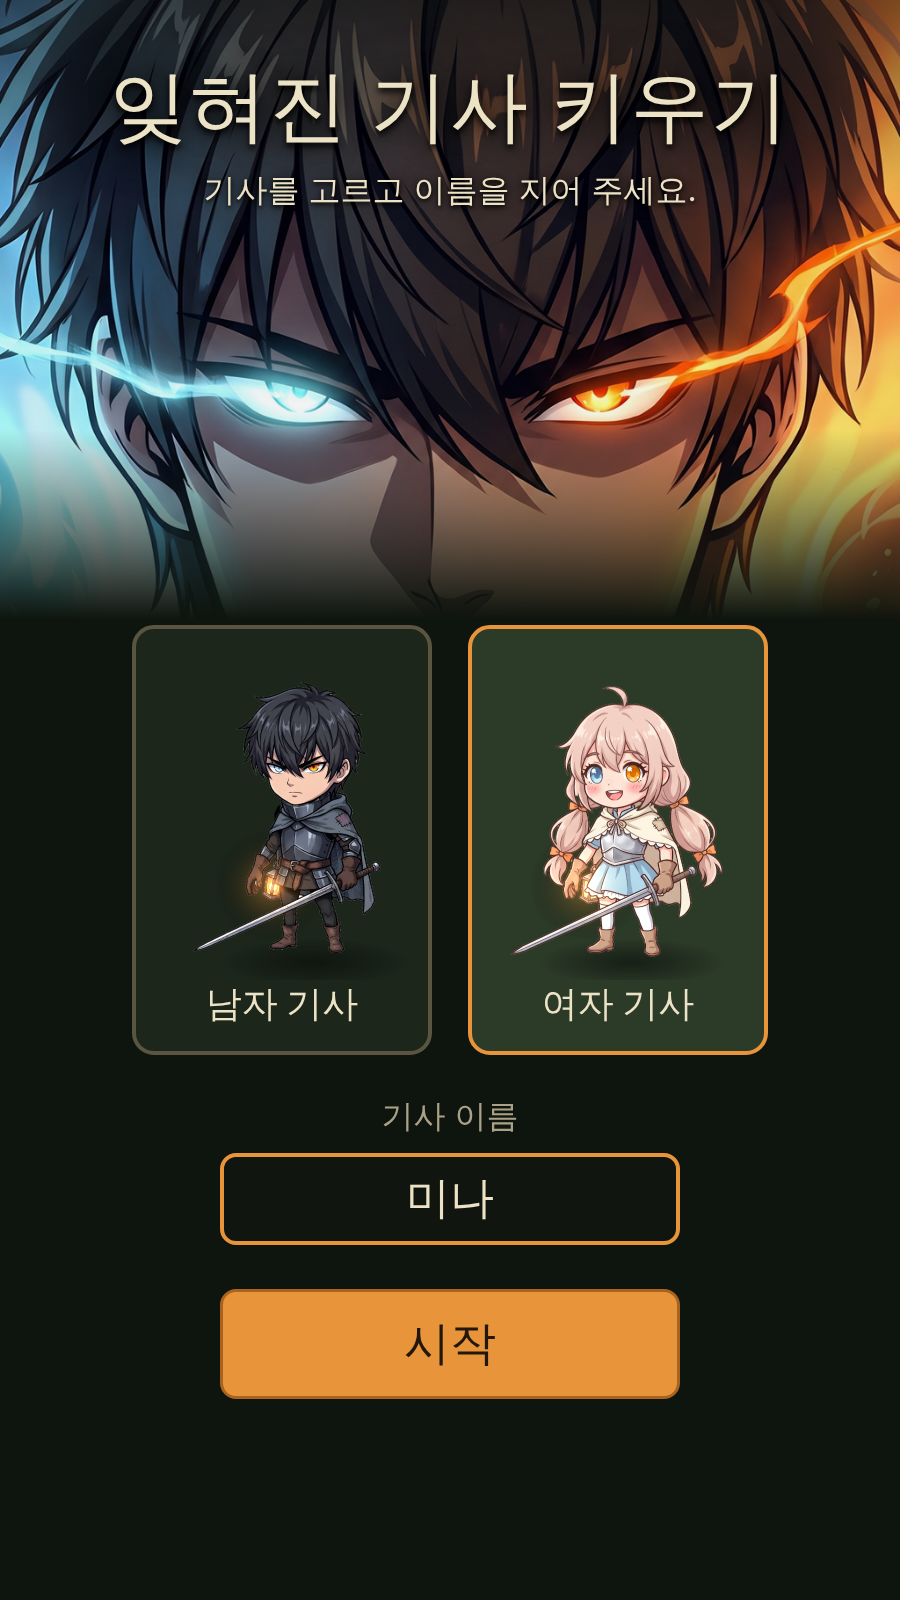 잊혀진 기사 키우기
기사를 고르고 이름을 지어 주세요.
남자 기사
여자 기사
기사 이름
미나
시작